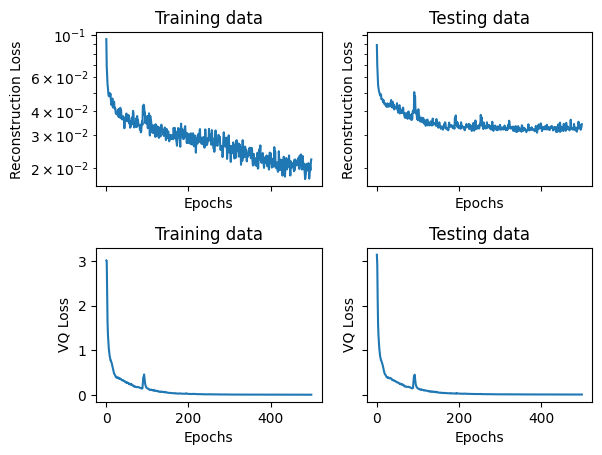 Training data
Testing data
10⁻¹
6 × 10⁻²
4 × 10⁻²
3 × 10⁻²
2 × 10⁻²
Reconstruction Loss
Reconstruction Loss
Epochs
Epochs
Training data
Testing data
3
2
1
0
VQ Loss
VQ Loss
0
200
400
0
200
400
Epochs
Epochs